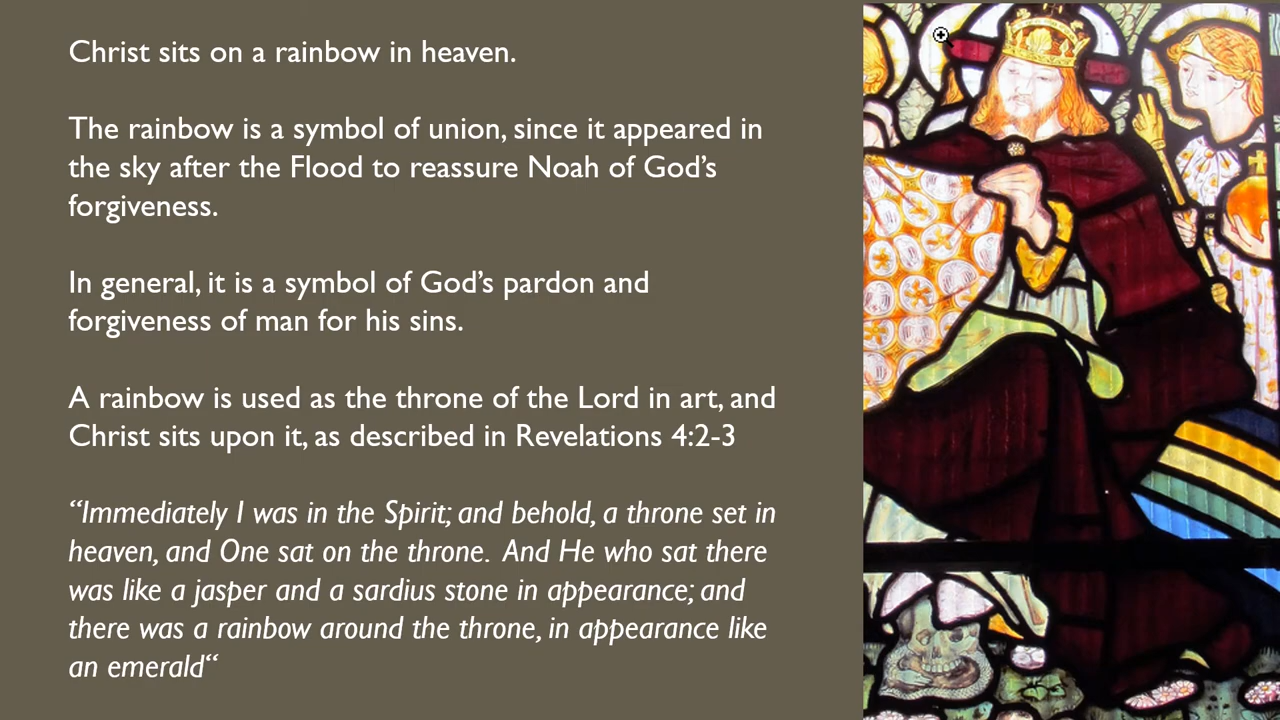 Christ sits on a rainbow in heaven.
The rainbow is a symbol of union, since it appeared in
the sky after the Flood to reassure Noah of God’s
forgiveness.
In general, it is a symbol of God’s pardon and
forgiveness of man for his sins.
A rainbow is used as the throne of the Lord in art, and
Christ sits upon it, as described in Revelations 4:2-3
“Immediately I was in the Spirit; and behold, a throne set in
heaven, and One sat on the throne.  And He who sat there
was like a jasper and a sardius stone in appearance; and
there was a rainbow around the throne, in appearance like
an emerald“